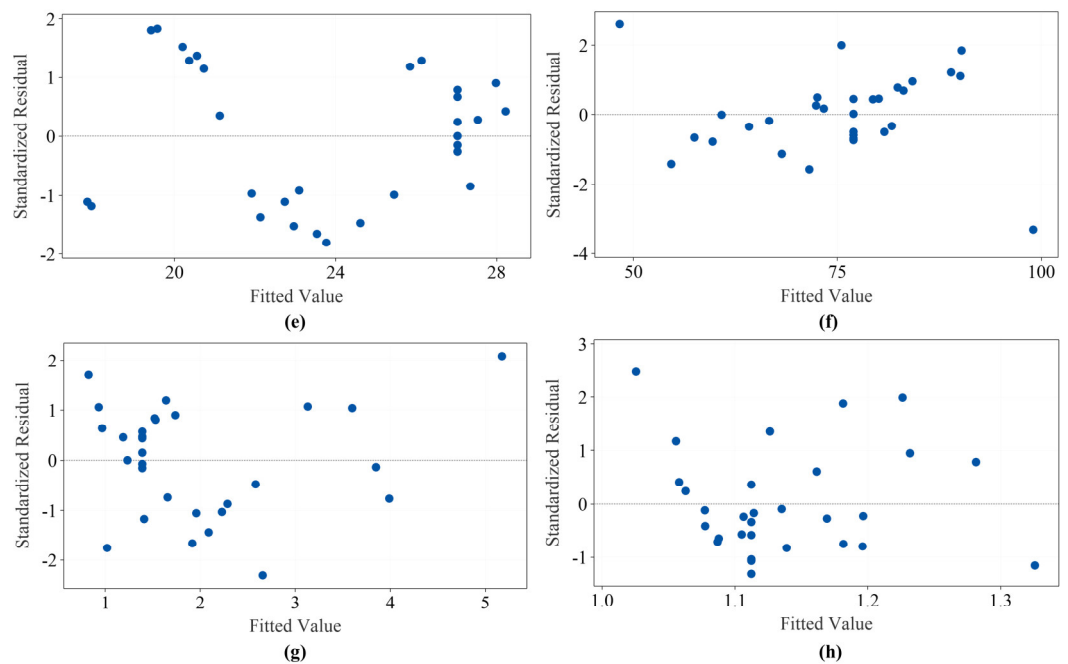 2
1
0
-1
-2
Standardized Residual
20
24
28
Fitted Value
(e)
2
0
-2
-4
Standardized Residual
50
75
100
Fitted Value
(f)
2
1
0
-1
-2
Standardized Residual
1
2
3
4
5
Fitted Value
(g)
3
2
1
0
-1
Standardized Residual
1.0
1.1
1.2
1.3
Fitted Value
(h)